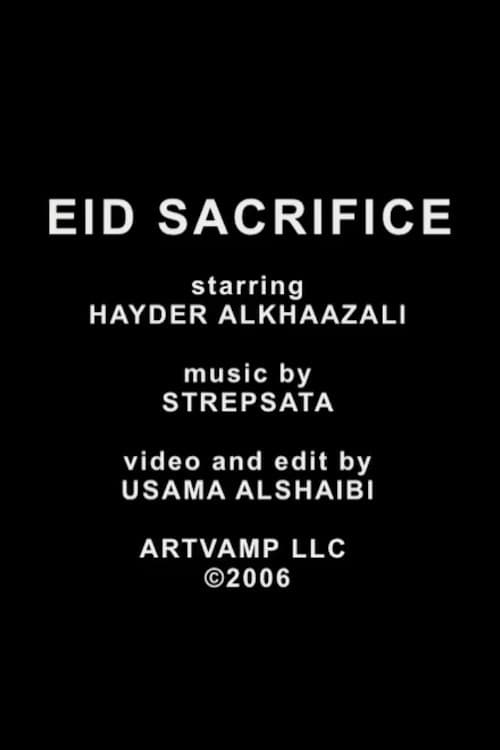 EID SACRIFICE
starring
HAYDER ALKHAAZALI
music by
STREPSATA
video and edit by
USAMA ALSHAIBI
ARTVAMP LLC
©2006